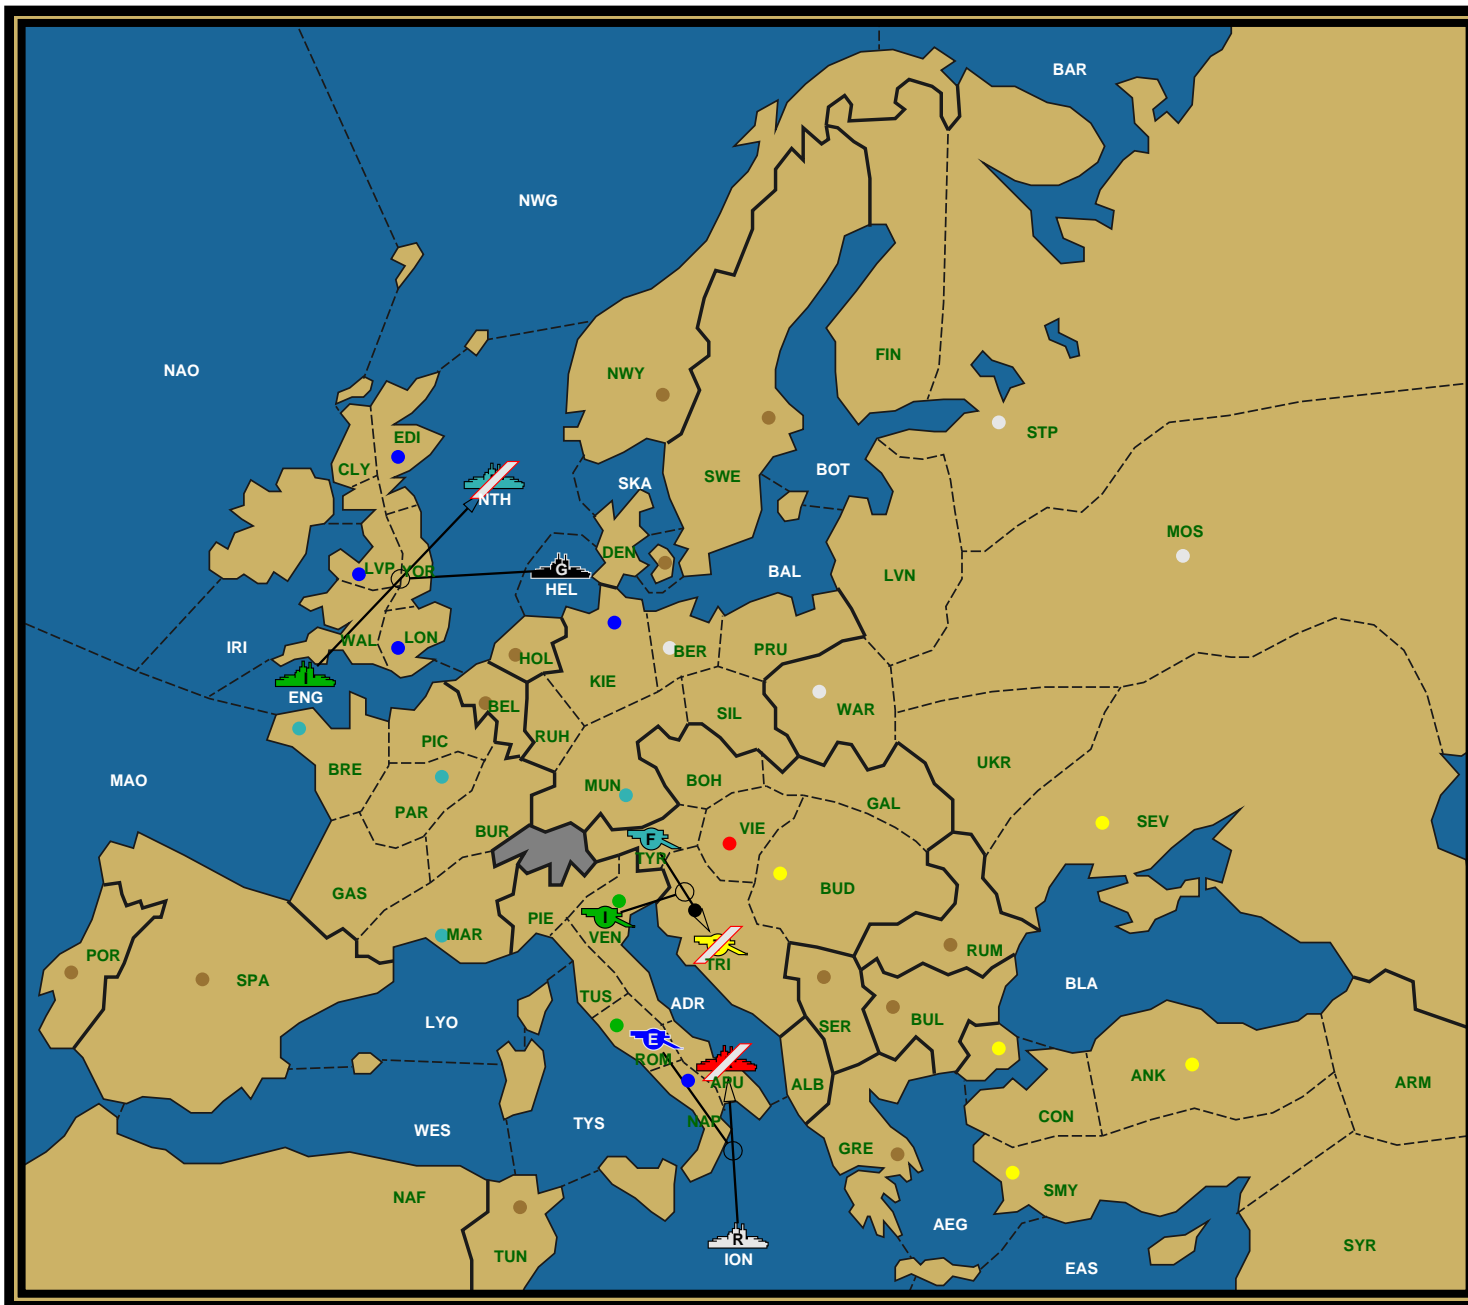 BAR
NWG
NAO
FIN
NWY
STP
EDI
CLY
BOT
SWE
SKA
NTH
MOS
DEN
LVP YOR
G
BAL
LVN
HEL
IRI
WAL
LON
HOL
BER
PRU
KIE
I
ENG
BEL
SIL
WAR
RUH
PIC
UKR
BRE
MAO
MUN
BOH
GAL
PAR
SEV
BUR
VIE
F
TYR
BUD
GAS
I
PIE
VEN
MAR
RUM
POR
TRI
SPA
BLA
ADR
TUS
BUL
LYO
SER
E
ROM
ANK
APU
ALB
ARM
CON
NAP
TYS
WES
GRE
SMY
NAF
AEG
R
SYR
TUN
ION
EAS